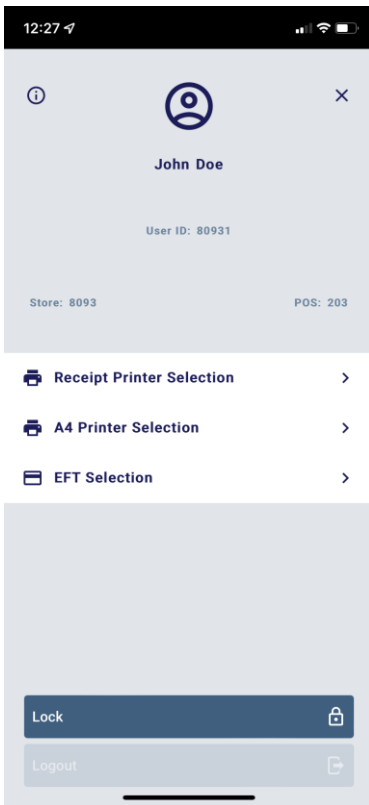 12:27
John Doe
User ID: 80931
Store: 8093 POS: 203
Receipt Printer Selection
A4 Printer Selection
EFT Selection
Lock
Logout